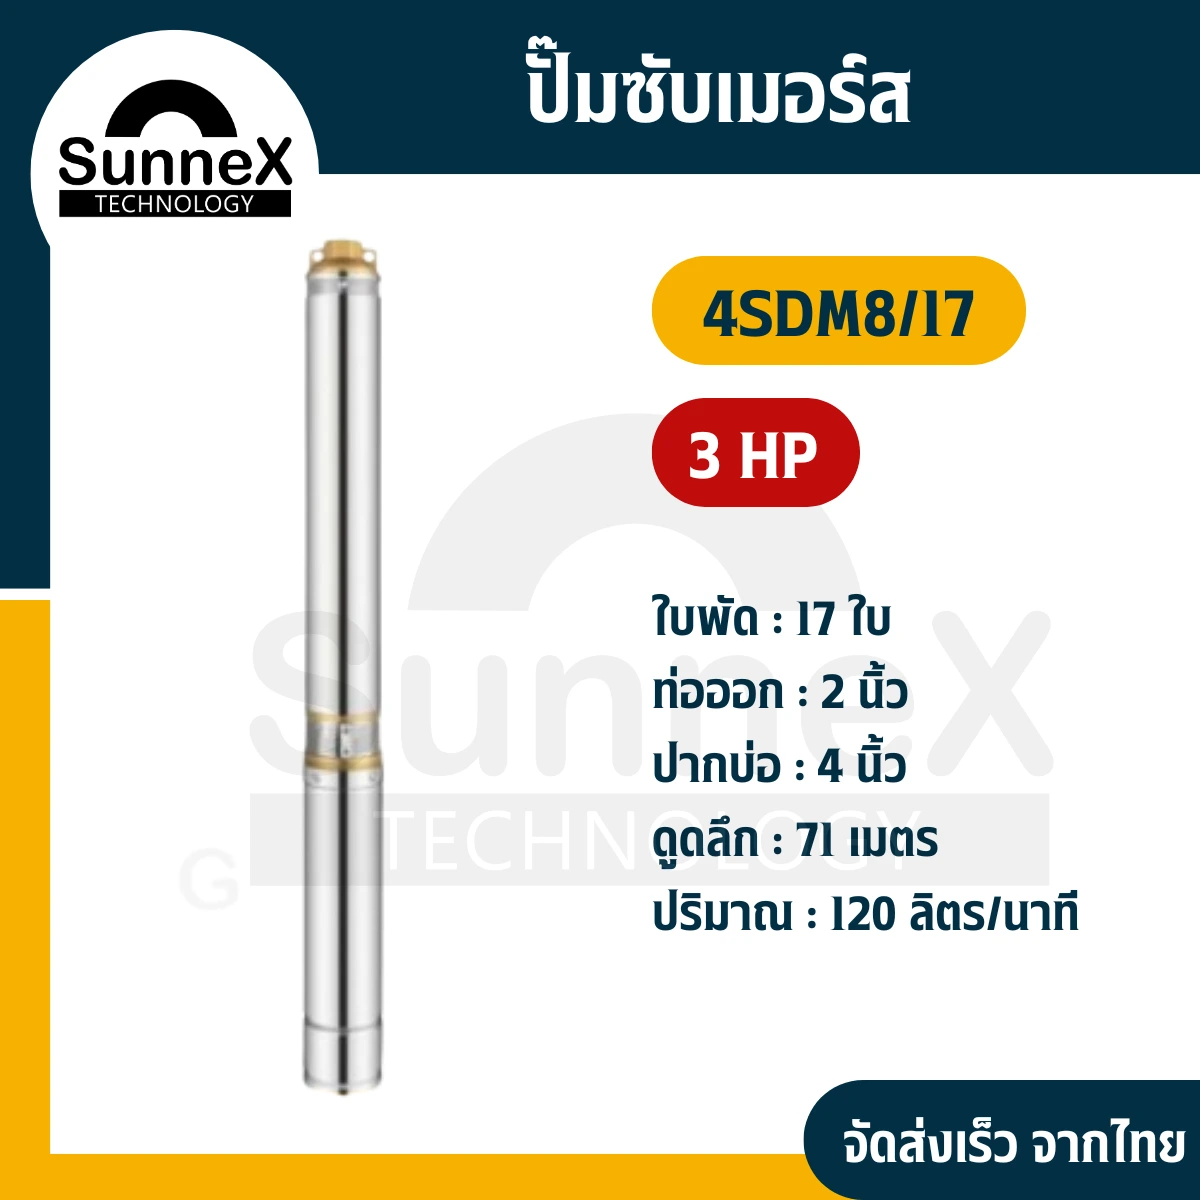 ปั๊มซับเมอร์ส
SunneX
TECHNOLOGY
4SDM8/17
3 HP
ใบพัด : 17 ใบ
ท่อออก : 2 นิ้ว
ปากบ่อ : 4 นิ้ว
ดูดลึก : 71 เมตร
ปริมาณ : 120 ลิตร/นาที
SunneX
TECHNOLOGY
G
จัดส่งเร็ว จากไทย